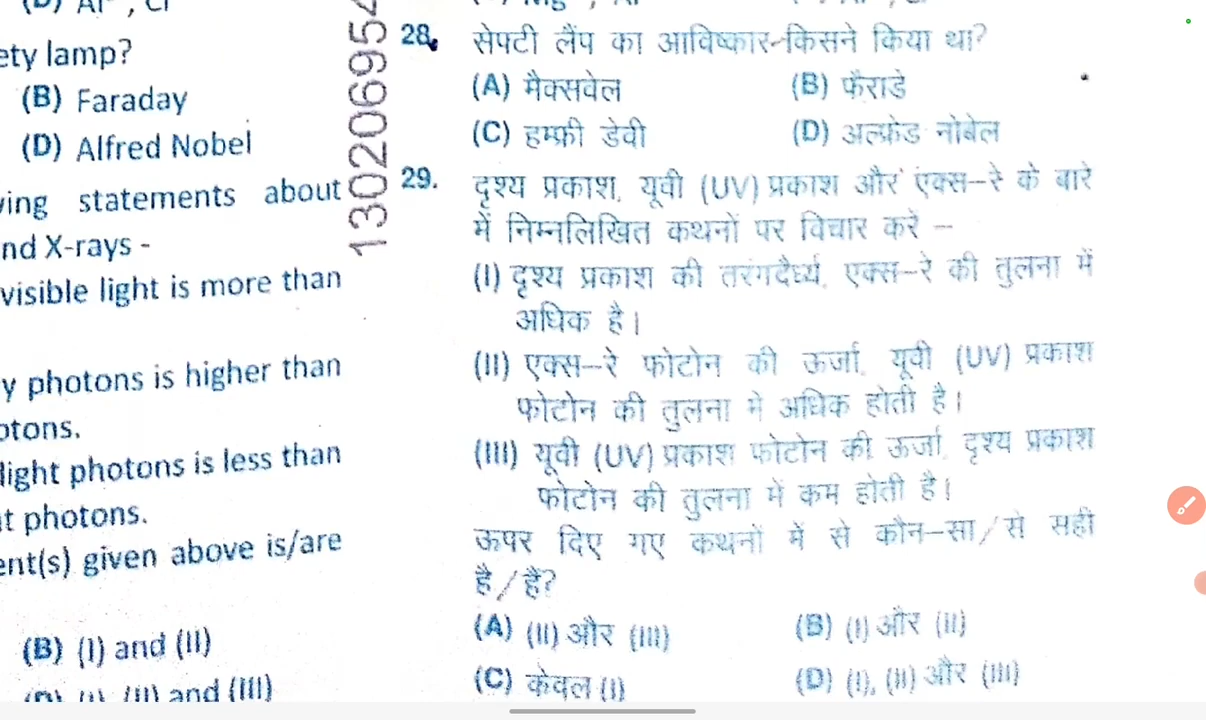 ety lamp?
(B) Faraday
(D) Alfred Nobel
ving statements about
nd X-rays -
visible light is more than
y photons is higher than
otons.
light photons is less than
t photons.
ent(s) given above is/are
(B) (I) and (II)
(II) and (III)
13020695
28. सेफ्टी लैंप का आविष्कार किसने किया था?
(A) मैक्सवेल (B) फैराडे
(C) हम्फ्री डेवी (D) अल्फ्रेड नोबेल
29. दृश्य प्रकाश, यूवी (UV) प्रकाश और एक्स-रे के बारे
में निम्नलिखित कथनों पर विचार करें –
(I) दृश्य प्रकाश की तरंगदैर्ध्य, एक्स-रे की तुलना में
अधिक है।
(II) एक्स-रे फोटोन की ऊर्जा, यूवी (UV) प्रकाश
फोटोन की तुलना मे अधिक होती है।
(III) यूवी (UV) प्रकाश फोटोन की ऊर्जा, दृश्य प्रकाश
फोटोन की तुलना में कम होती है।
ऊपर दिए गए कथनों में से कौन-सा/से सही
है/हैं?
(A) (II) और (III) (B) (I) और (II)
(C) केवल (I) (D) (I), (II) और (III)